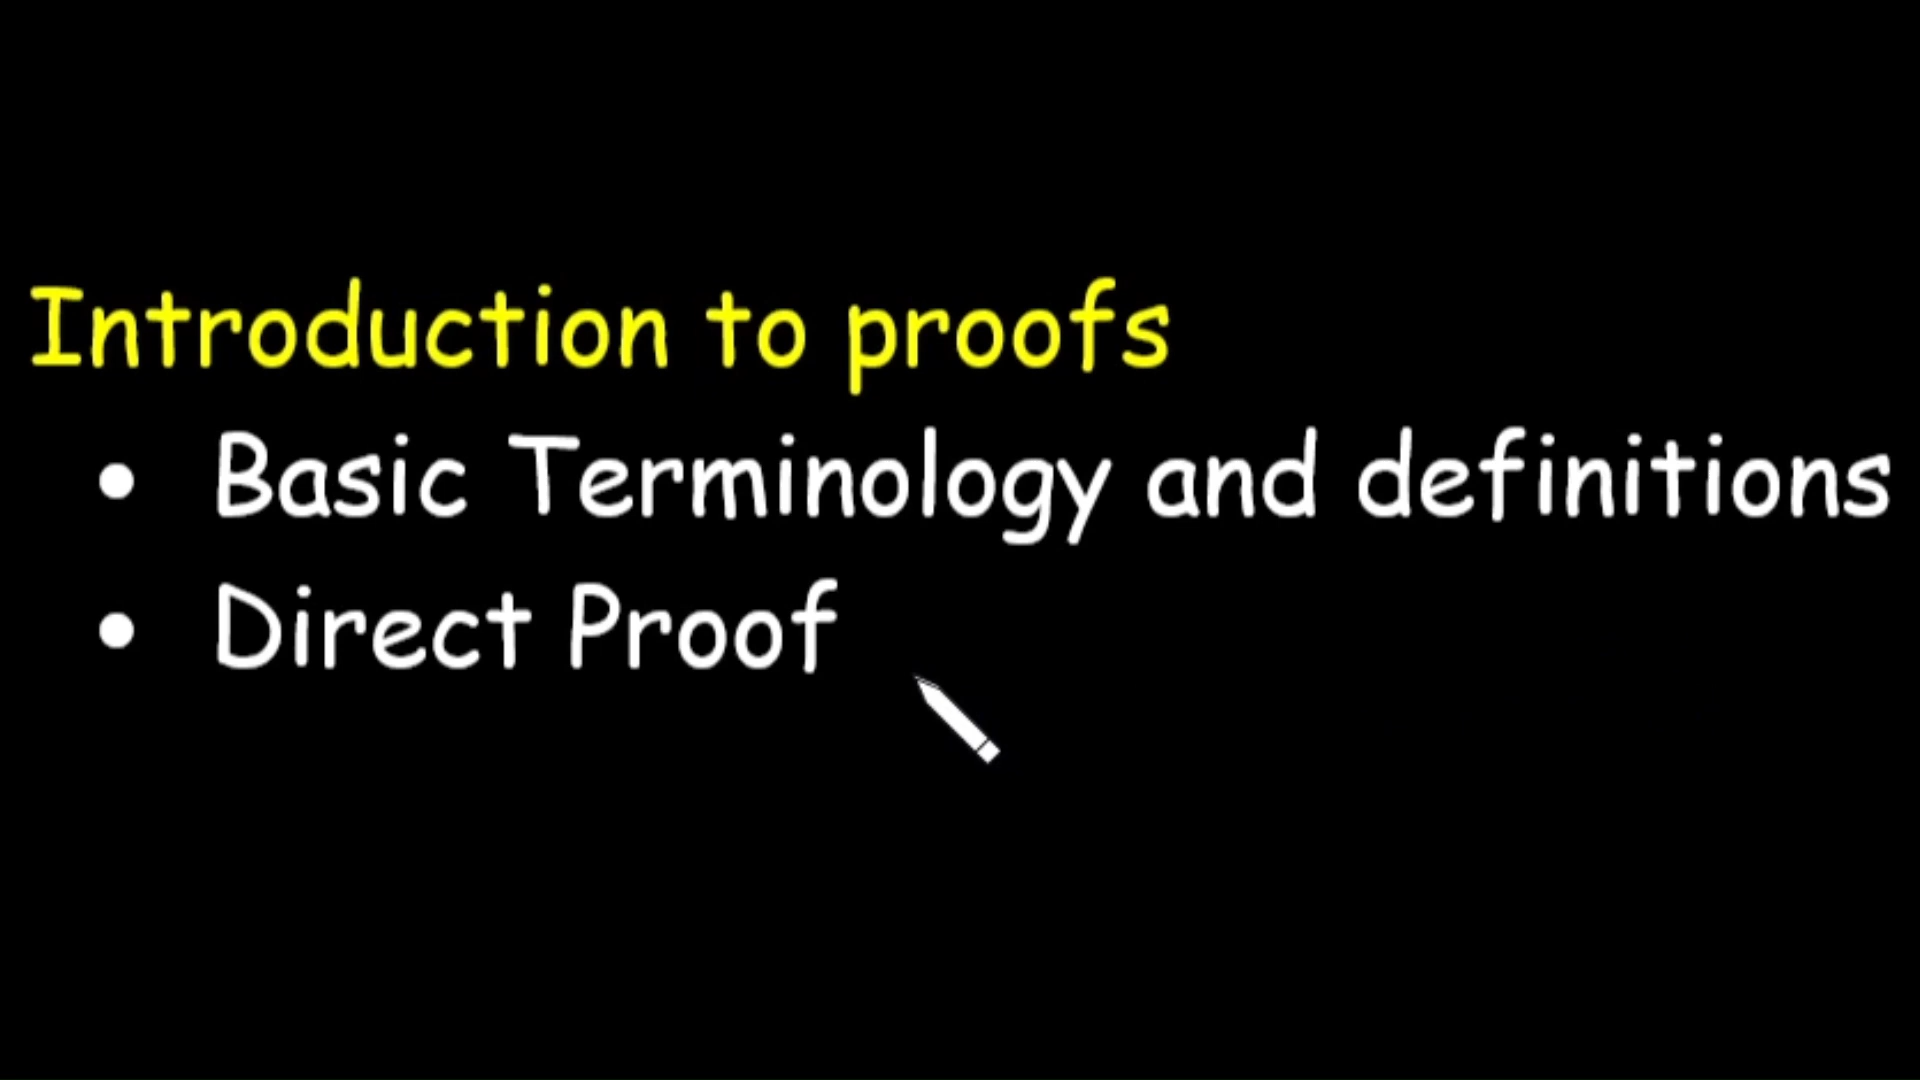 Introduction to proofs
• Basic Terminology and definitions
• Direct Proof